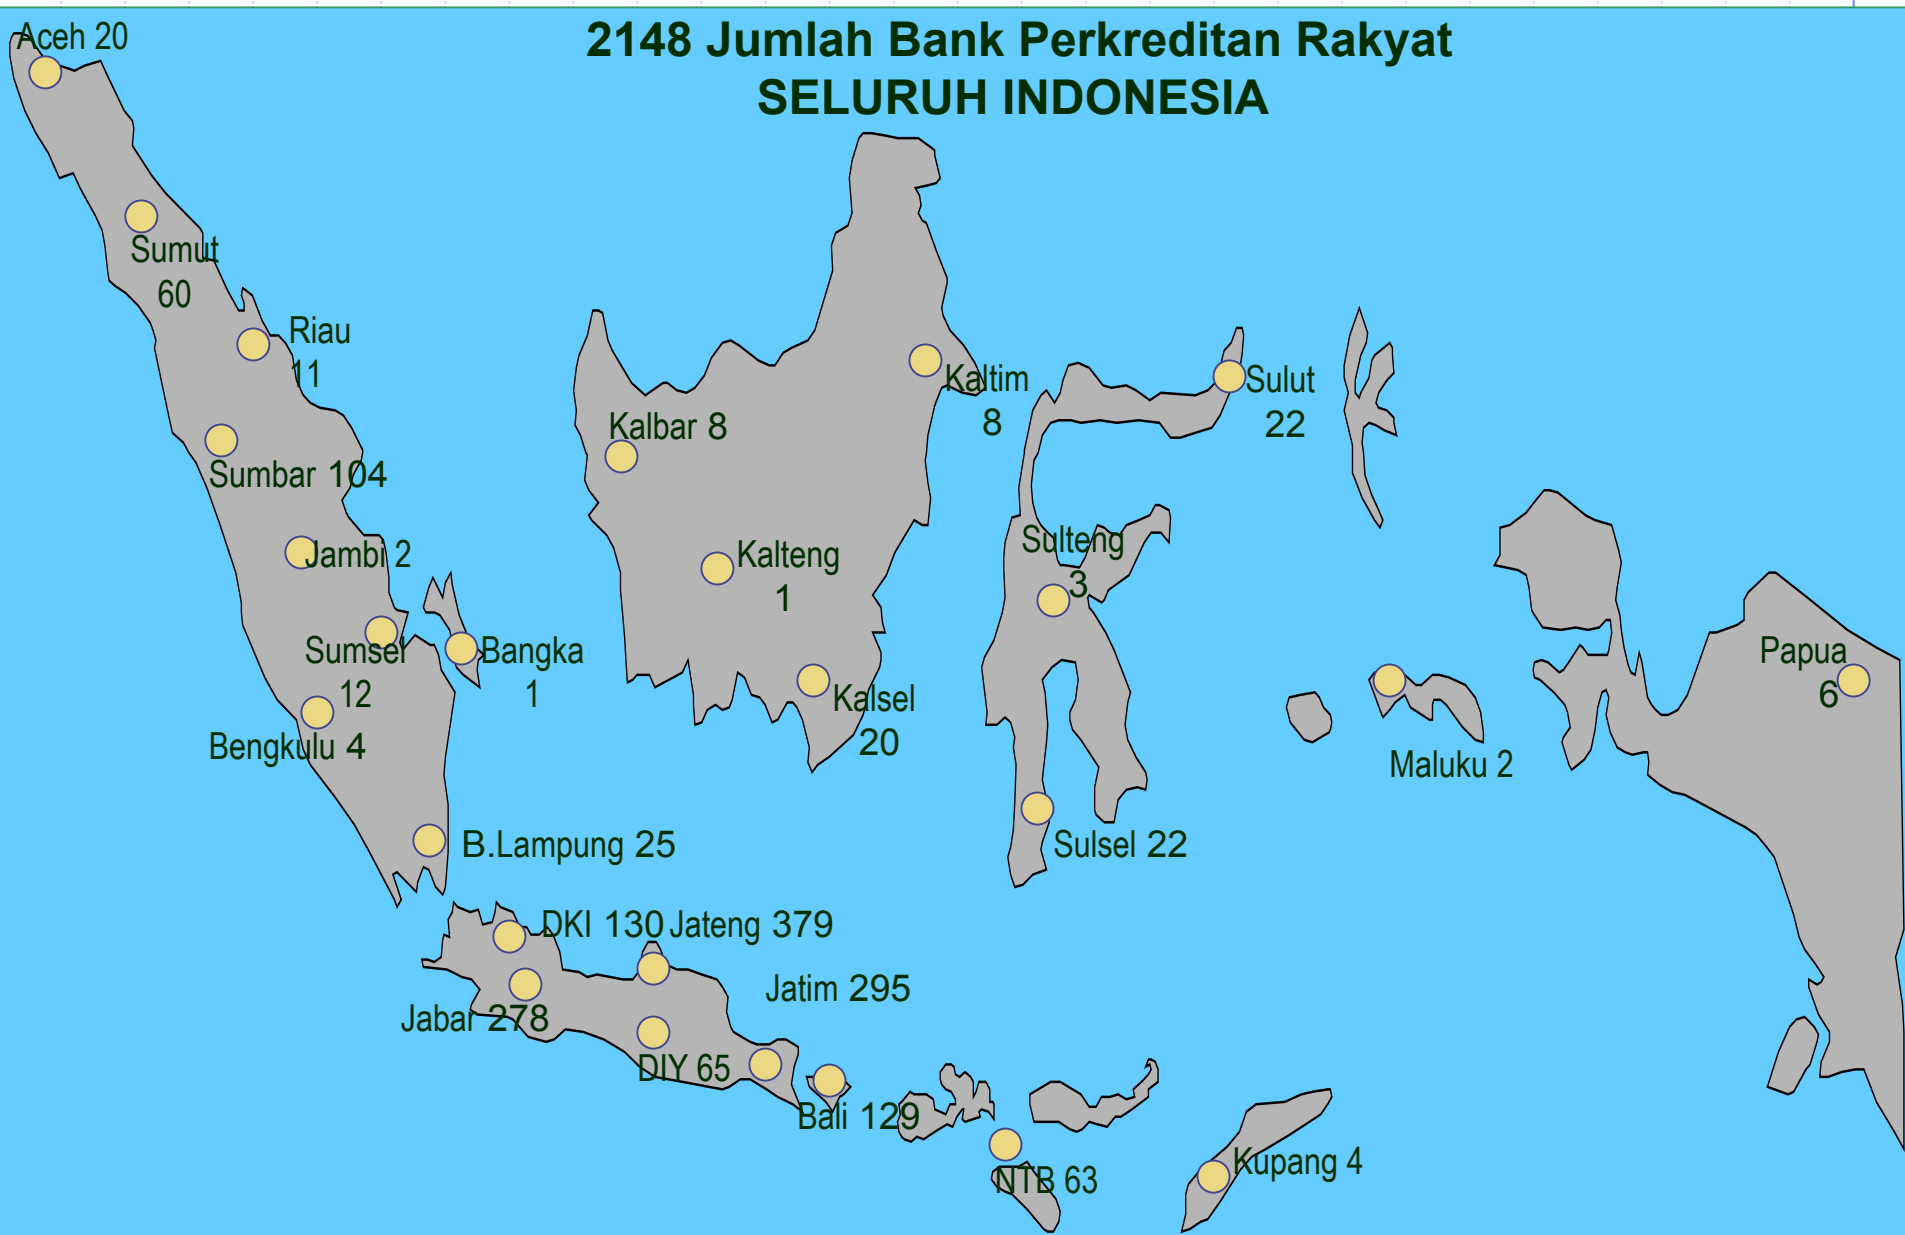 2148 Jumlah Bank Perkreditan Rakyat
SELURUH INDONESIA
Aceh 20
Sumut
60
Riau
11
Sumbar 104
Jambi 2
Sumsel
12
Bangka
1
Bengkulu 4
B.Lampung 25
Kalbar 8
Kaltim
8
Kalteng
1
Kalsel
20
Sulut
22
Sulteng
3
Sulsel 22
Maluku 2
Papua
6
DKI 130
Jateng 379
Jatim 295
Jabar 278
DIY 65
Bali 129
NTB 63
Kupang 4